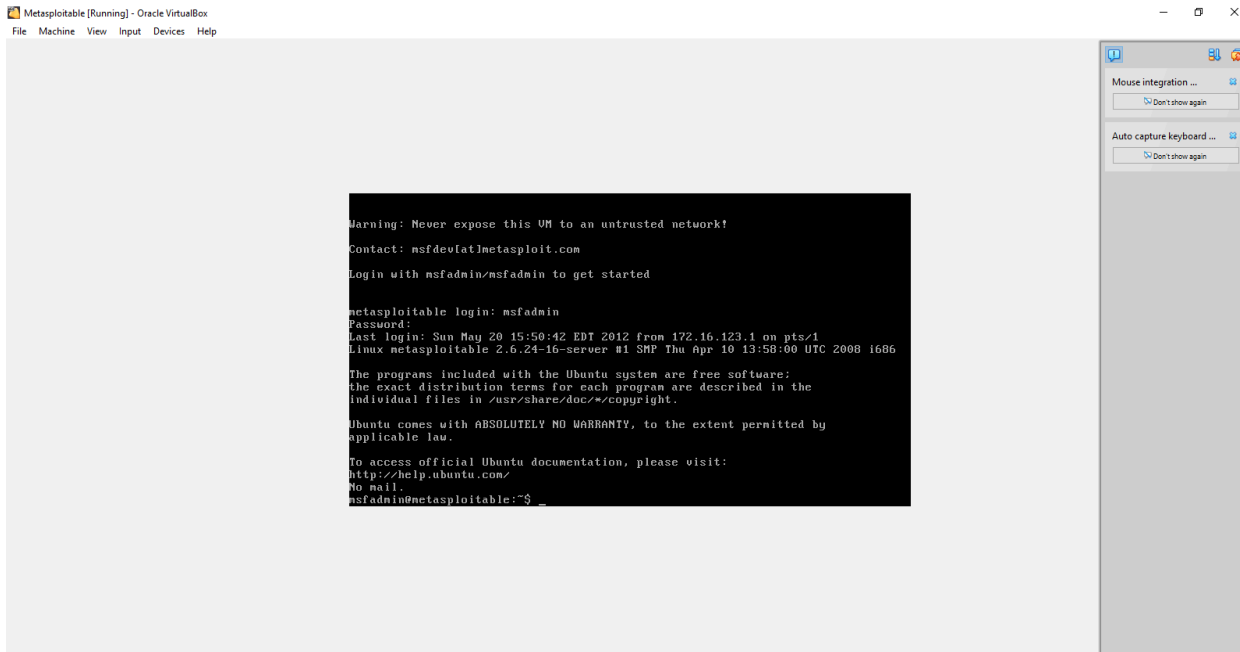 Metasploitable [Running] - Oracle VirtualBox
File Machine View Input Devices Help
Mouse integration ...
Don't show again
Auto capture keyboard ...
Don't show again
Warning: Never expose this VM to an untrusted network!
Contact: msfdev[at]metasploit.com
Login with msfadmin/msfadmin to get started
metasploitable login: msfadmin
Password:
Last login: Sun May 20 15:50:42 EDT 2012 from 172.16.123.1 on pts/1
Linux metasploitable 2.6.24-16-server #1 SMP Thu Apr 10 13:58:00 UTC 2008 i686
The programs included with the Ubuntu system are free software;
the exact distribution terms for each program are described in the
individual files in /usr/share/doc/*/copyright.
Ubuntu comes with ABSOLUTELY NO WARRANTY, to the extent permitted by
applicable law.
To access official Ubuntu documentation, please visit:
http://help.ubuntu.com/
No mail.
msfadmin@metasploitable:~$ _